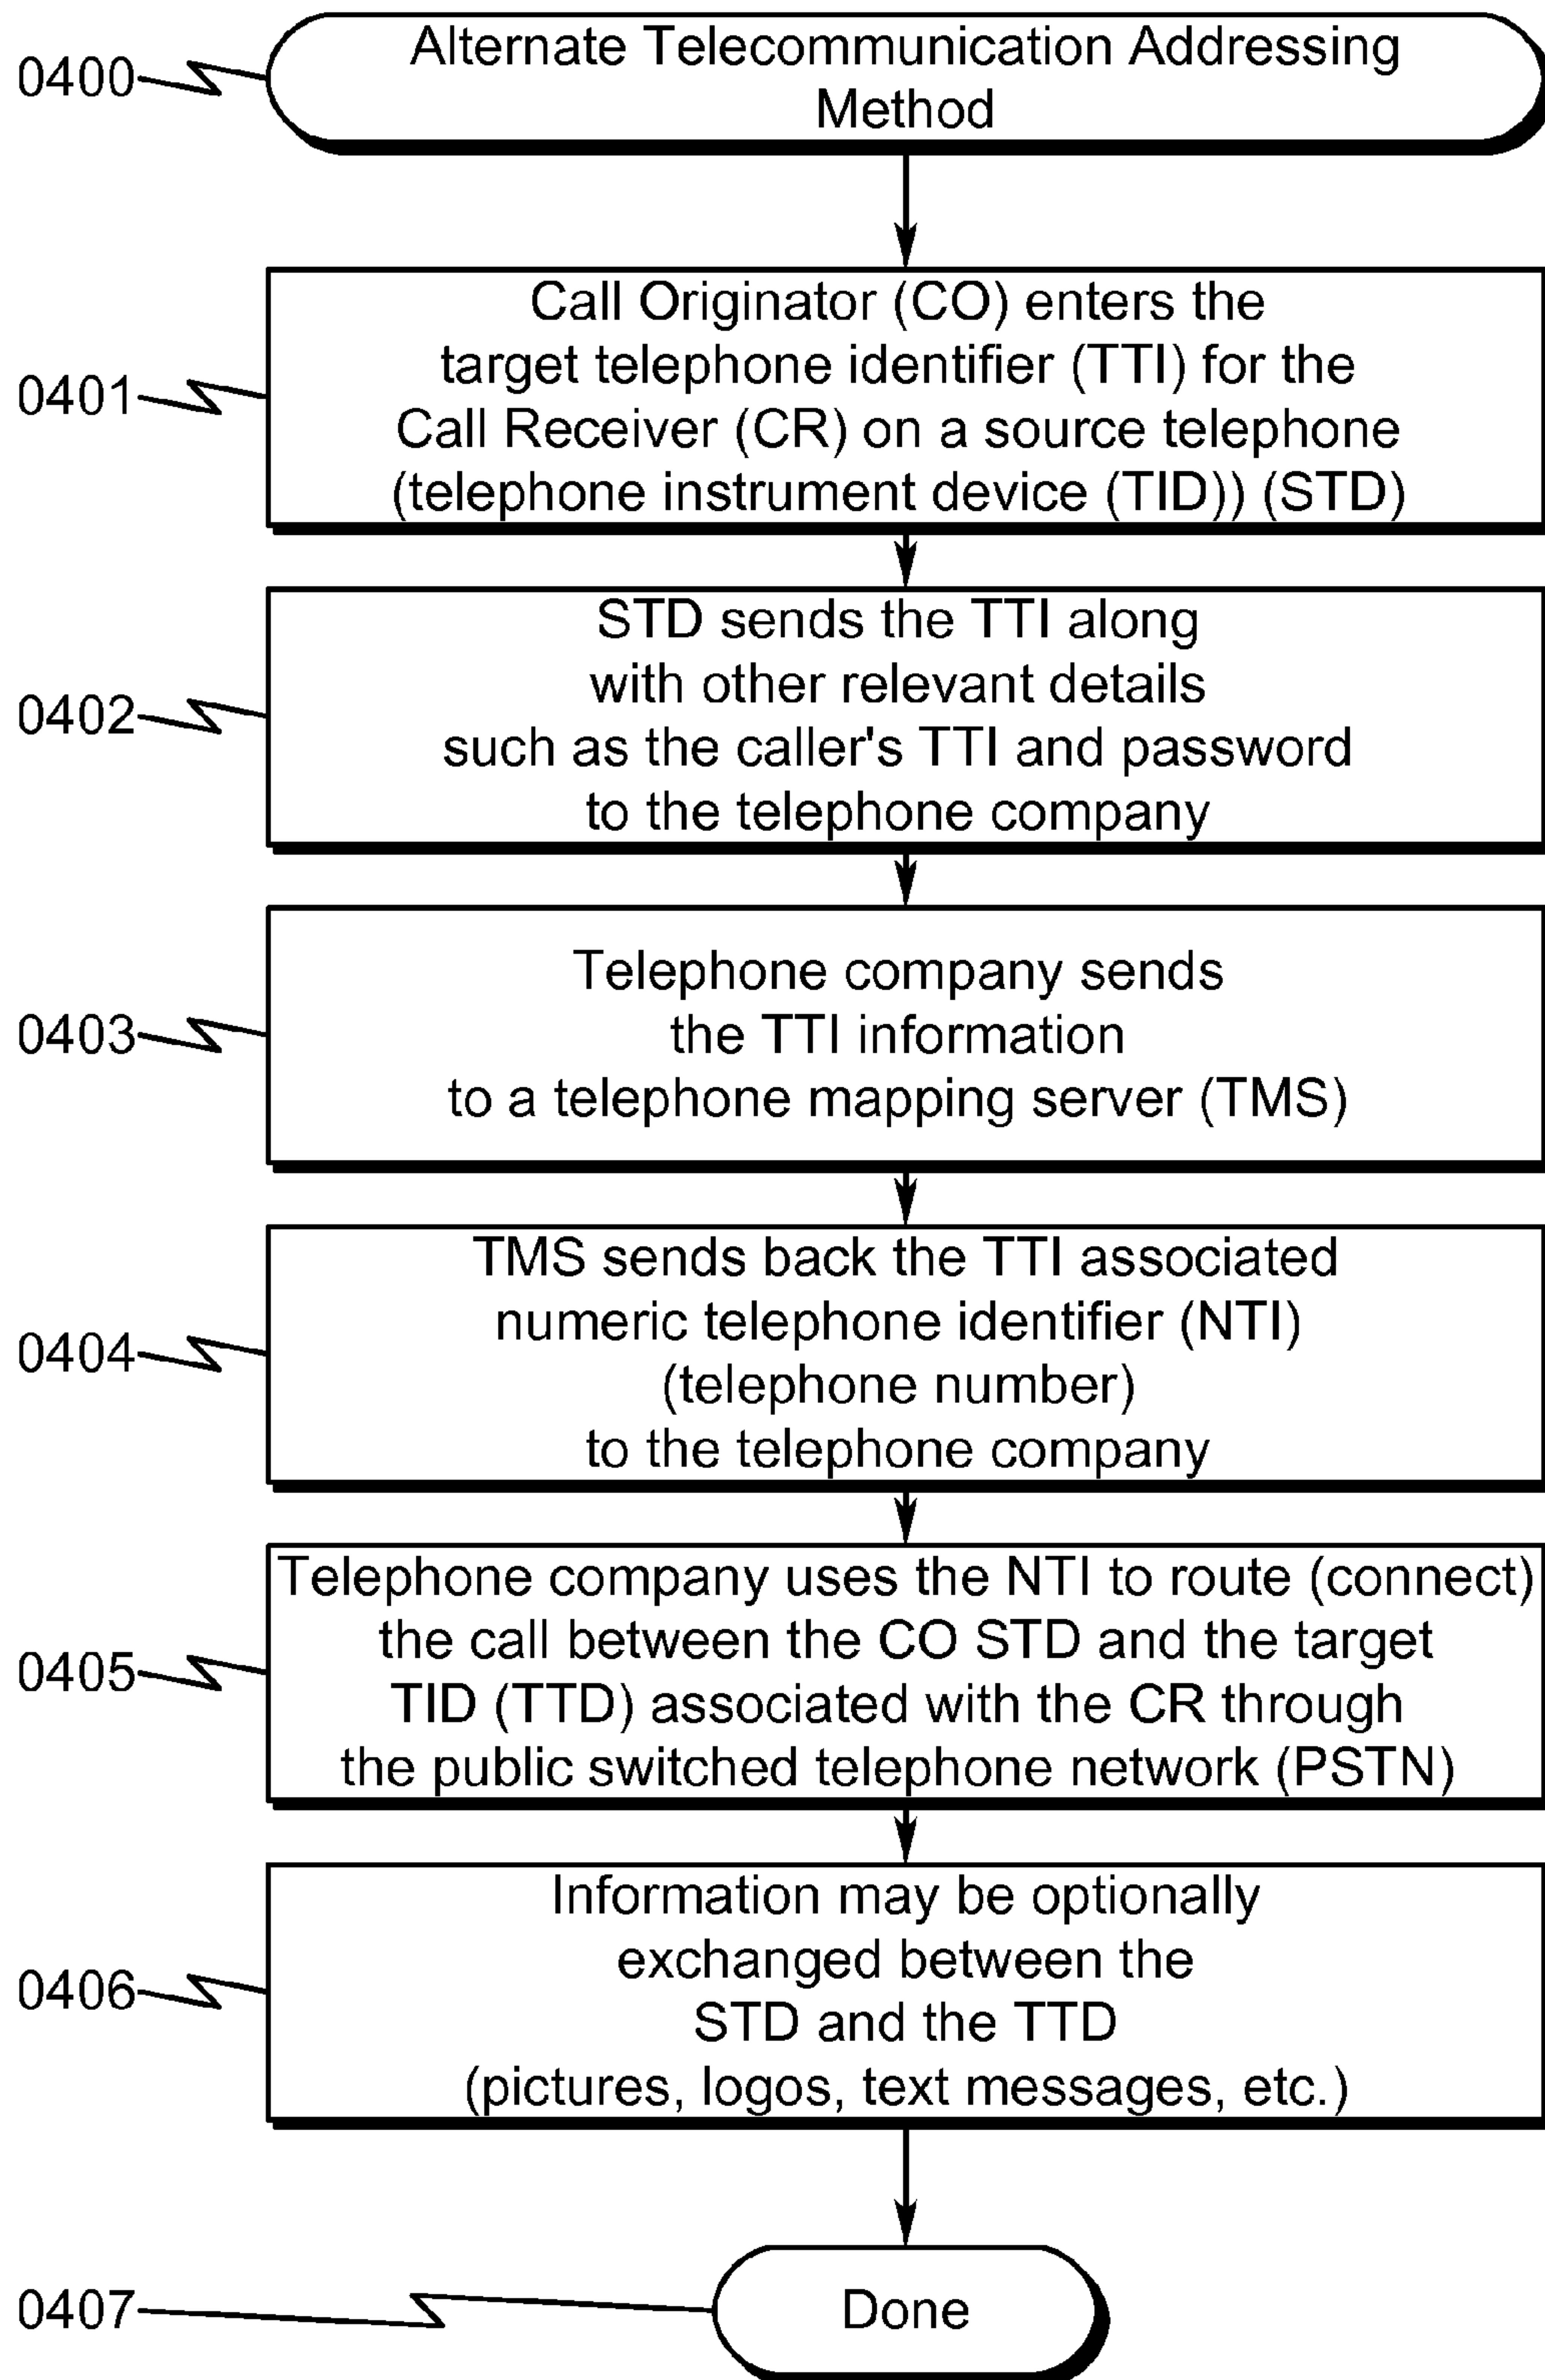 0400
Alternate Telecommunication Addressing
Method
0401
Call Originator (CO) enters the
target telephone identifier (TTI) for the
Call Receiver (CR) on a source telephone
(telephone instrument device (TID)) (STD)
0402
STD sends the TTI along
with other relevant details
such as the caller's TTI and password
to the telephone company
0403
Telephone company sends
the TTI information
to a telephone mapping server (TMS)
0404
TMS sends back the TTI associated
numeric telephone identifier (NTI)
(telephone number)
to the telephone company
0405
Telephone company uses the NTI to route (connect)
the call between the CO STD and the target
TID (TTD) associated with the CR through
the public switched telephone network (PSTN)
0406
Information may be optionally
exchanged between the
STD and the TTD
(pictures, logos, text messages, etc.)
0407
Done